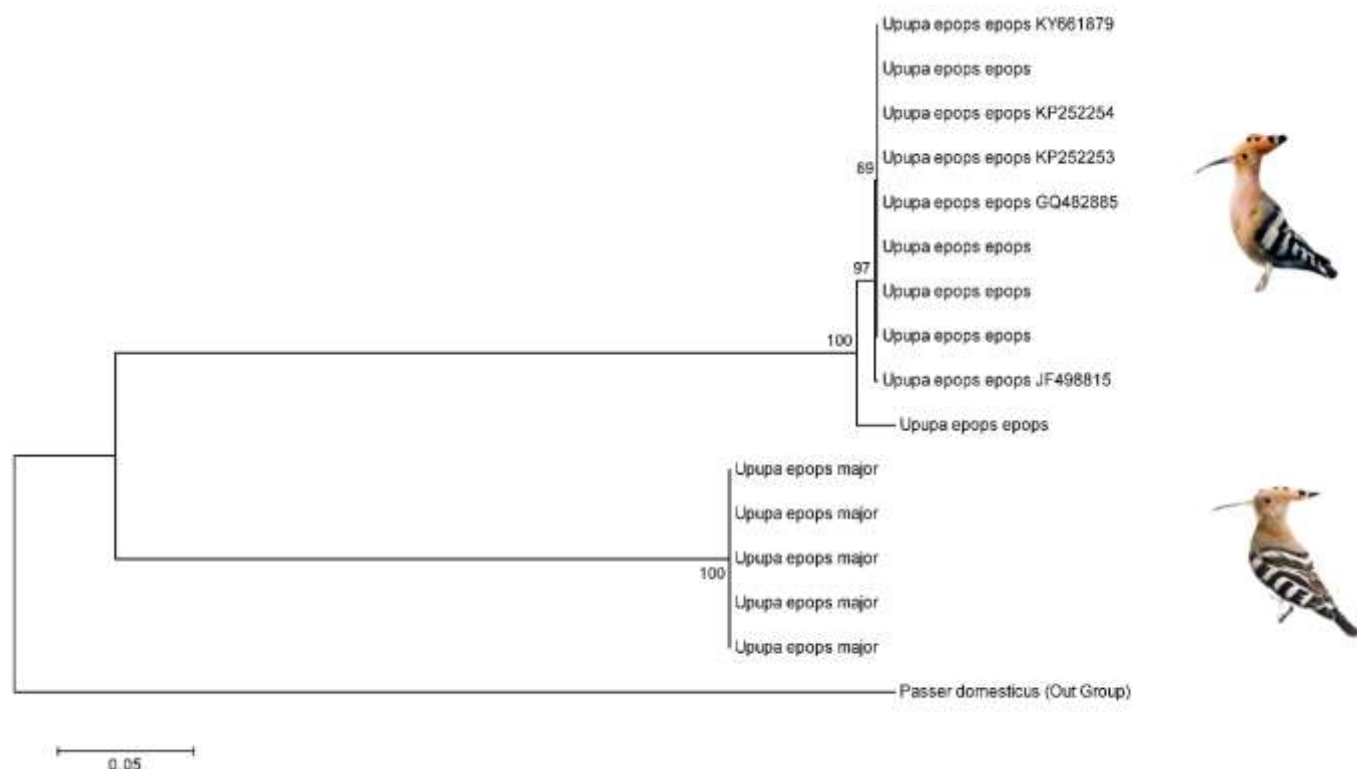 Upupa epops epops KY661879
Upupa epops epops
Upupa epops epops KP252254
Upupa epops epops KP252253
89
Upupa epops epops GQ482885
Upupa epops epops
97
Upupa epops epops
100
Upupa epops epops
Upupa epops epops JF498815
Upupa epops epops
Upupa epops major
Upupa epops major
Upupa epops major
100
Upupa epops major
Upupa epops major
Passer domesticus (Out Group)
0.05